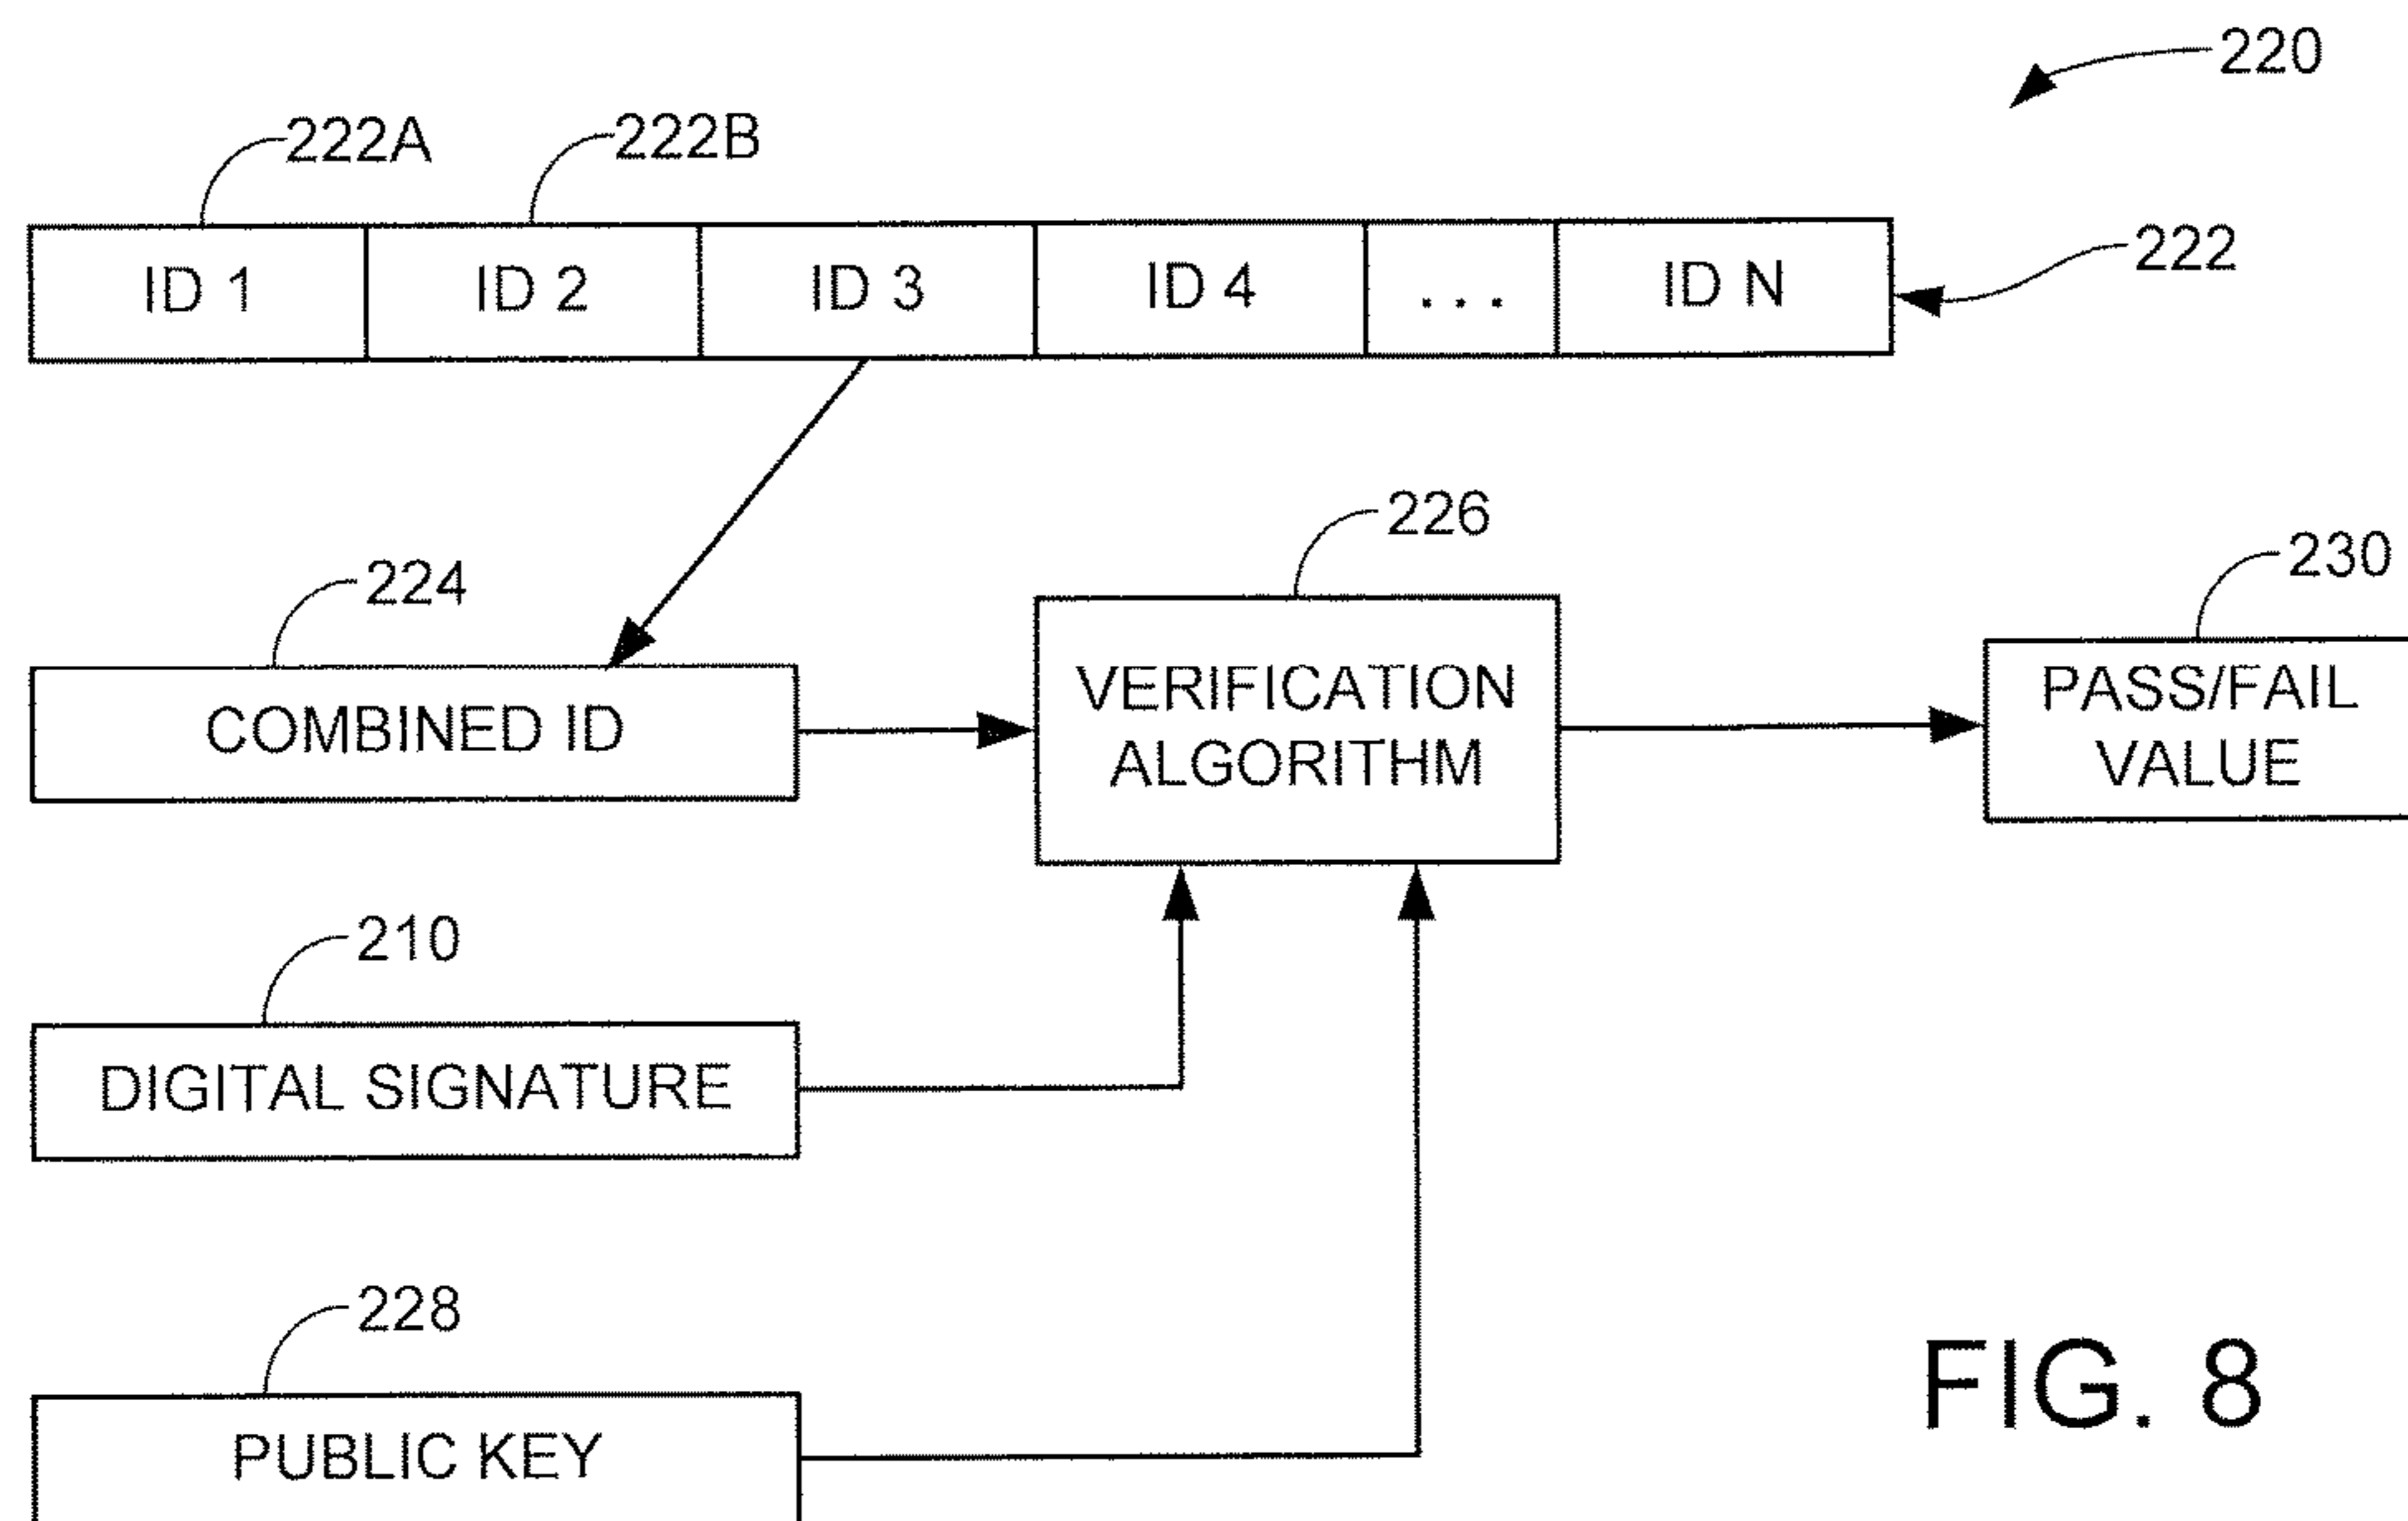 220
222A
222B
ID 1 ID 2 ID 3 ID 4 ... ID N
222
226
230
224
COMBINED ID
VERIFICATION
ALGORITHM
PASS/FAIL
VALUE
210
DIGITAL SIGNATURE
228
PUBLIC KEY
FIG. 8